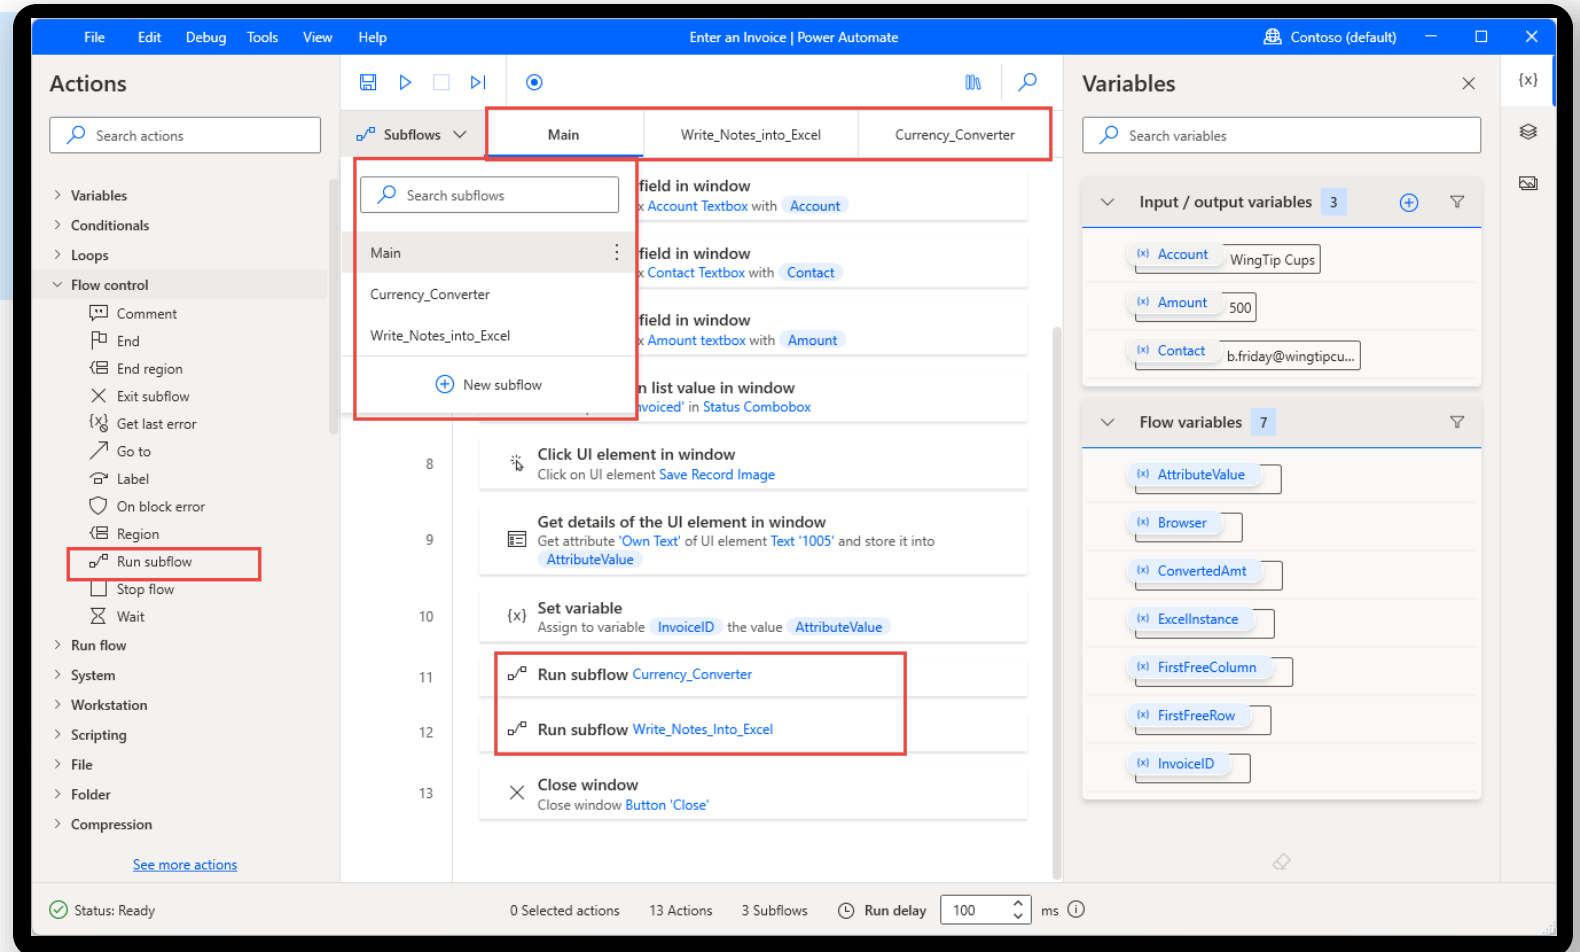 File Edit Debug Tools View Help
Enter an Invoice | Power Automate
Contoso (default)
Actions
Search actions
Variables
Conditionals
Loops
Flow control
Comment
End
End region
Exit subflow
Get last error
Go to
Label
On block error
Region
Run subflow
Stop flow
Wait
Run flow
System
Workstation
Scripting
File
Folder
Compression
See more actions
Subflows
Main
Write_Notes_into_Excel
Currency_Converter
Search subflows
Main
Currency_Converter
Write_Notes_into_Excel
New subflow
field in window
x Account Textbox with Account
field in window
x Contact Textbox with Contact
field in window
x Amount textbox with Amount
n list value in window
nvoiced' in Status Combobox
8
Click UI element in window
Click on UI element Save Record Image
9
Get details of the UI element in window
Get attribute 'Own Text' of UI element Text '1005' and store it into
AttributeValue
10
{x}
Set variable
Assign to variable InvoiceID the value AttributeValue
11
Run subflow Currency_Converter
12
Run subflow Write_Notes_Into_Excel
13
Close window
Close window Button 'Close'
Variables
{x}
Search variables
Input / output variables 3
(x) Account WingTip Cups
(x) Amount 500
(x) Contact b.friday@wingtipcu...
Flow variables 7
(x) AttributeValue
(x) Browser
(x) ConvertedAmt
(x) ExcelInstance
(x) FirstFreeColumn
(x) FirstFreeRow
(x) InvoiceID
Status: Ready
0 Selected actions
13 Actions
3 Subflows
Run delay
100
ms